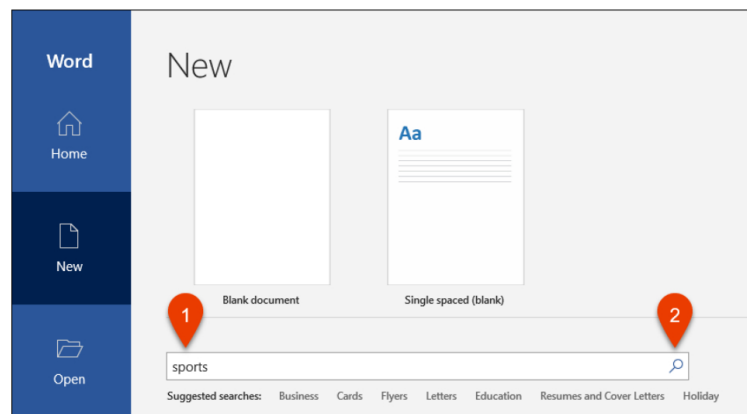 Word
Home
New
Open
New
Aa
Blank document
Single spaced (blank)
1
2
sports
Suggested searches: Business Cards Flyers Letters Education Resumes and Cover Letters Holiday